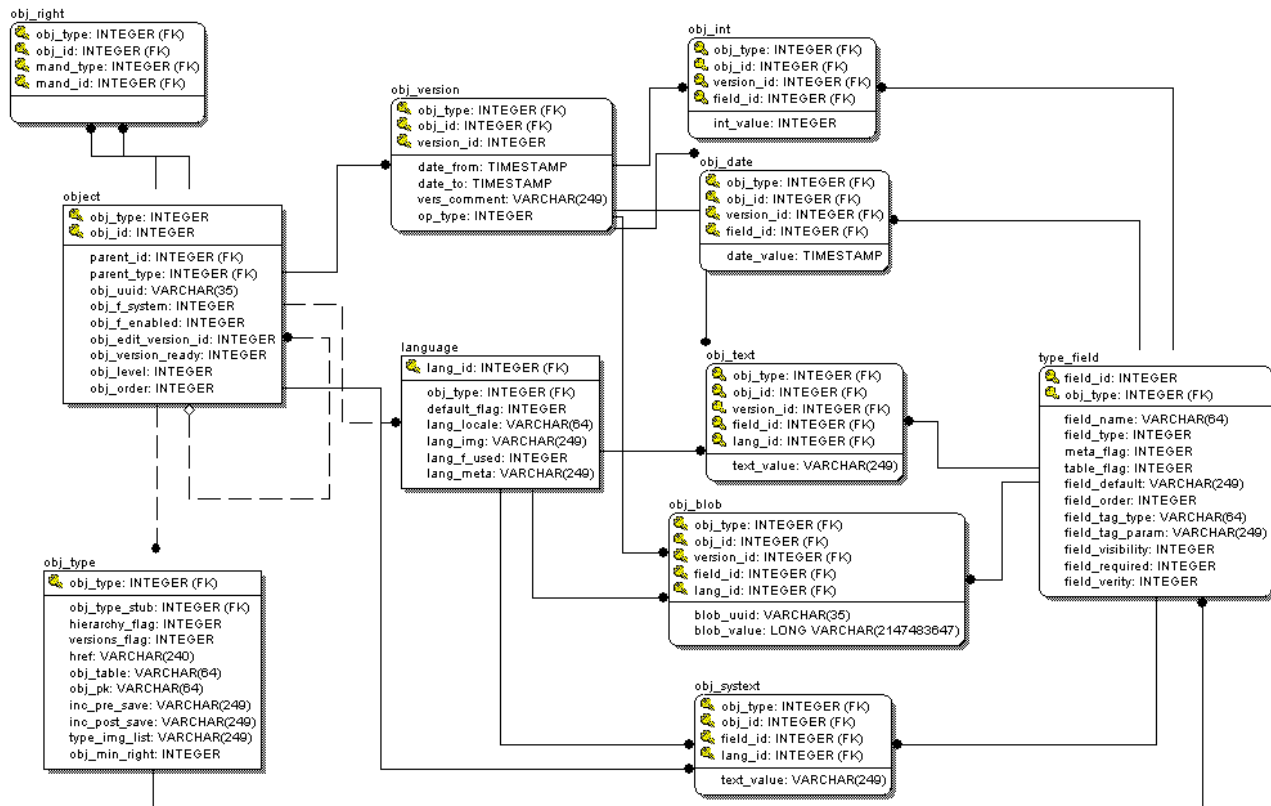 obj_right
obj_type: INTEGER (FK)
obj_id: INTEGER (FK)
mand_type: INTEGER (FK)
mand_id: INTEGER (FK)
object
obj_type: INTEGER
obj_id: INTEGER
parent_id: INTEGER (FK)
parent_type: INTEGER (FK)
obj_uuid: VARCHAR(35)
obj_f_system: INTEGER
obj_f_enabled: INTEGER
obj_edit_version_id: INTEGER
obj_version_ready: INTEGER
obj_level: INTEGER
obj_order: INTEGER
obj_type
obj_type: INTEGER (FK)
obj_type_stub: INTEGER (FK)
hierarchy_flag: INTEGER
versions_flag: INTEGER
href: VARCHAR(240)
obj_table: VARCHAR(64)
obj_pk: VARCHAR(64)
inc_pre_save: VARCHAR(249)
inc_post_save: VARCHAR(249)
type_img_list: VARCHAR(249)
obj_min_right: INTEGER
obj_version
obj_type: INTEGER (FK)
obj_id: INTEGER (FK)
version_id: INTEGER
date_from: TIMESTAMP
date_to: TIMESTAMP
vers_comment: VARCHAR(249)
op_type: INTEGER
language
lang_id: INTEGER (FK)
obj_type: INTEGER (FK)
default_flag: INTEGER
lang_locale: VARCHAR(64)
lang_img: VARCHAR(249)
lang_f_used: INTEGER
lang_meta: VARCHAR(249)
obj_int
obj_type: INTEGER (FK)
obj_id: INTEGER (FK)
version_id: INTEGER (FK)
field_id: INTEGER (FK)
int_value: INTEGER
obj_date
obj_type: INTEGER (FK)
obj_id: INTEGER (FK)
version_id: INTEGER (FK)
field_id: INTEGER (FK)
date_value: TIMESTAMP
obj_text
obj_type: INTEGER (FK)
obj_id: INTEGER (FK)
version_id: INTEGER (FK)
field_id: INTEGER (FK)
lang_id: INTEGER (FK)
text_value: VARCHAR(249)
obj_blob
obj_type: INTEGER (FK)
obj_id: INTEGER (FK)
version_id: INTEGER (FK)
field_id: INTEGER (FK)
lang_id: INTEGER (FK)
blob_uuid: VARCHAR(35)
blob_value: LONG VARCHAR(2147483647)
obj_systext
obj_type: INTEGER (FK)
obj_id: INTEGER (FK)
field_id: INTEGER (FK)
lang_id: INTEGER (FK)
text_value: VARCHAR(249)
type_field
field_id: INTEGER
obj_type: INTEGER (FK)
field_name: VARCHAR(64)
field_type: INTEGER
meta_flag: INTEGER
table_flag: INTEGER
field_default: VARCHAR(249)
field_order: INTEGER
field_tag_type: VARCHAR(64)
field_tag_param: VARCHAR(249)
field_visibility: INTEGER
field_required: INTEGER
field_verity: INTEGER